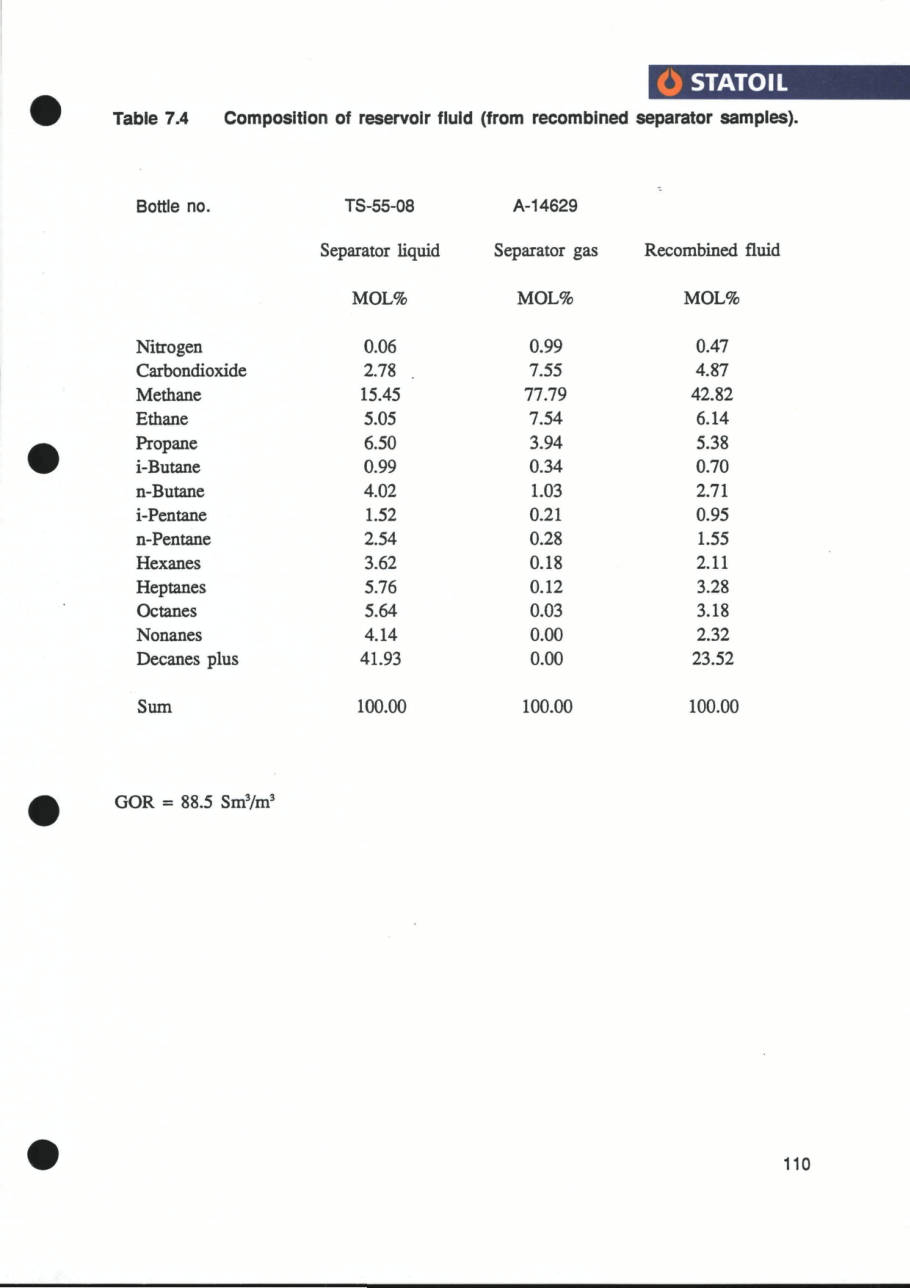 STATOIL
Table 7.4 Composition of reservoir fluid (from recombined separator samples).
Bottle no. TS-55-08 A-14629
Separator liquid Separator gas Recombined fluid
MOL% MOL% MOL%
Nitrogen 0.06 0.99 0.47
Carbondioxide 2.78 7.55 4.87
Methane 15.45 77.79 42.82
Ethane 5.05 7.54 6.14
Propane 6.50 3.94 5.38
i-Butane 0.99 0.34 0.70
n-Butane 4.02 1.03 2.71
i-Pentane 1.52 0.21 0.95
n-Pentane 2.54 0.28 1.55
Hexanes 3.62 0.18 2.11
Heptanes 5.76 0.12 3.28
Octanes 5.64 0.03 3.18
Nonanes 4.14 0.00 2.32
Decanes plus 41.93 0.00 23.52
Sum 100.00 100.00 100.00
GOR = 88.5 Sm³/m³
110